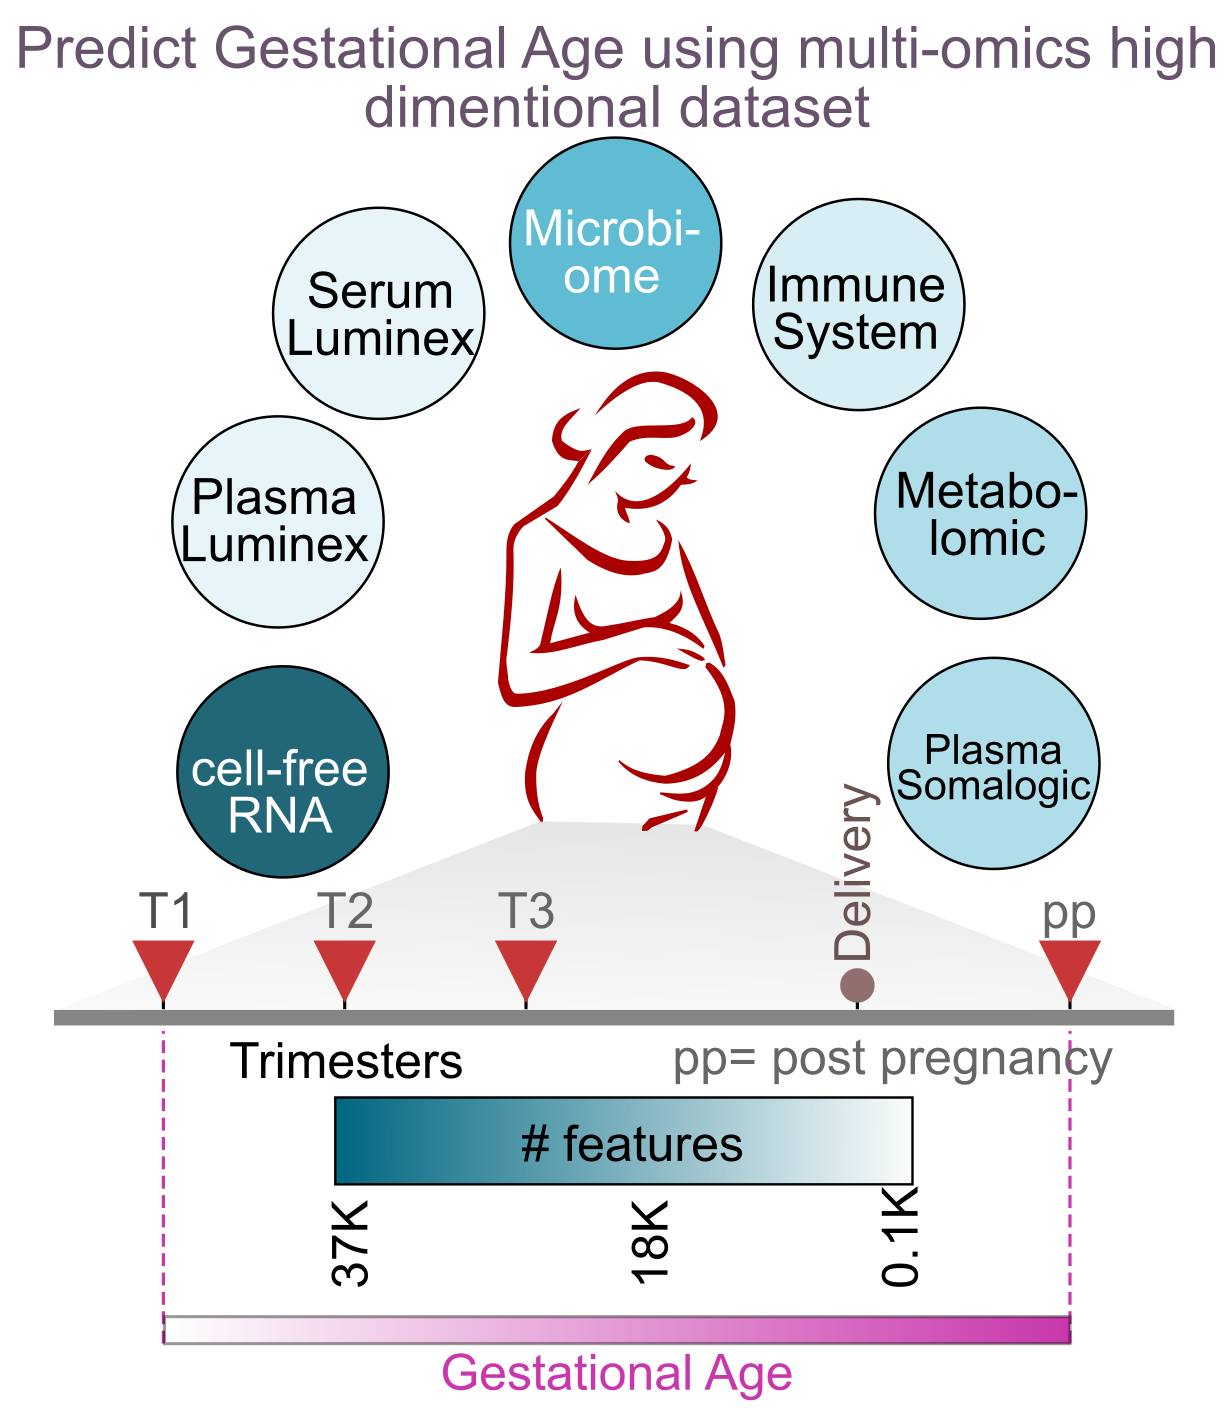 Predict Gestational Age using multi-omics high
dimentional dataset
Microbi-
ome
Serum
Luminex
Immune
System
Plasma
Luminex
Metabo-
lomic
cell-free
RNA
Plasma
Somalogic
Delivery
T1
T2
T3
pp
Trimesters
pp= post pregnancy
# features
37K
18K
0.1K
Gestational Age